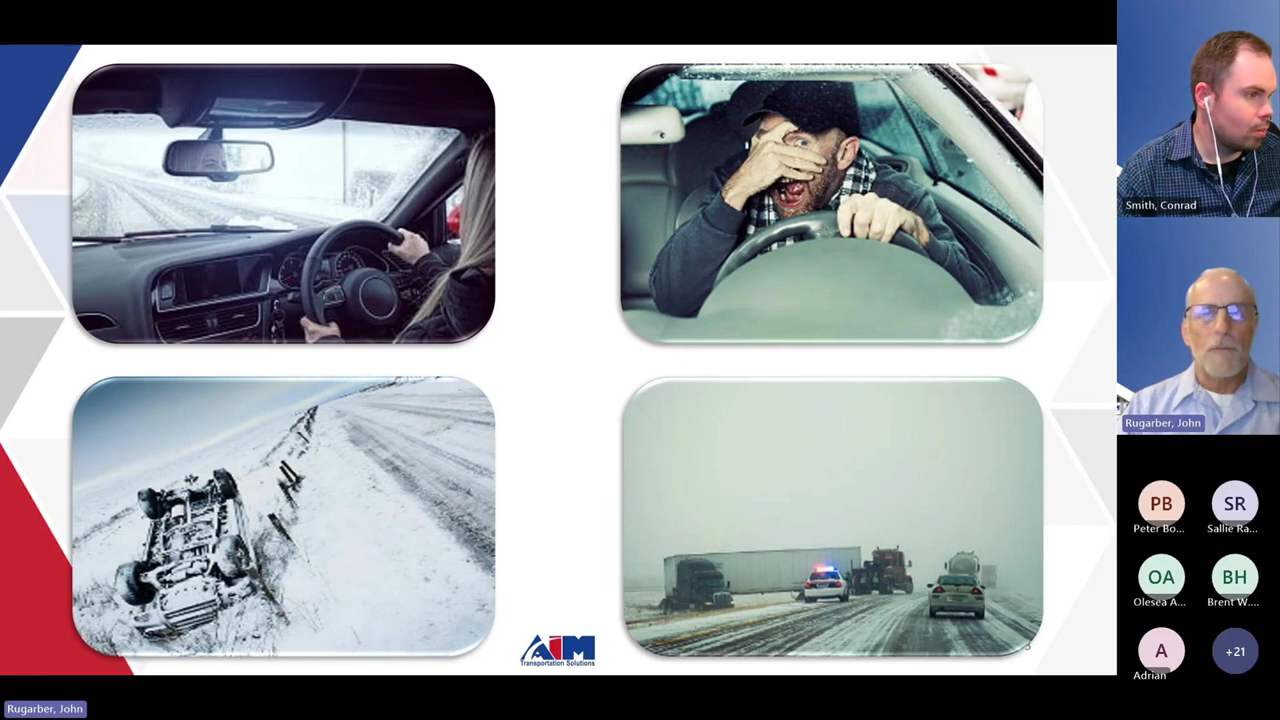 Smith, Conrad
Rugarber, John
PB
SR
Peter Bo...
Sallie Ra...
OA
BH
Olesea A...
Brent W....
A
+21
Adrian
AIM
Transportation Solutions
Rugarber, John